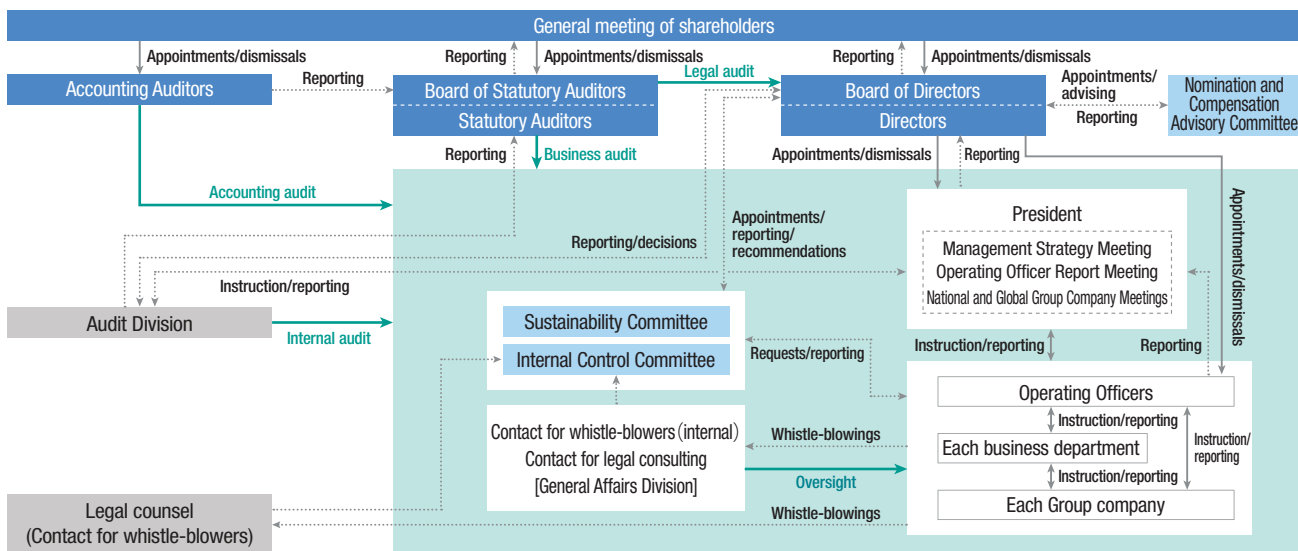 General meeting of shareholders
Appointments/dismissals
Reporting
Appointments/dismissals
Reporting
Appointments/dismissals
Accounting Auditors
Reporting
Board of Statutory Auditors
Statutory Auditors
Legal audit
Board of Directors
Directors
Appointments/
advising
Reporting
Nomination and
Compensation
Advisory Committee
Reporting
Business audit
Appointments/dismissals
Reporting
Appointments/dismissals
Accounting audit
President
Management Strategy Meeting
Operating Officer Report Meeting
National and Global Group Company Meetings
Reporting/decisions
Appointments/
reporting/
recommendations
Instruction/reporting
Audit Division
Internal audit
Sustainability Committee
Internal Control Committee
Requests/reporting
Instruction/reporting
Reporting
Operating Officers
Instruction/reporting
Each business department
Instruction/reporting
Each Group company
Instruction/
reporting
Contact for whistle-blowers(internal)
Contact for legal consulting
[General Affairs Division]
Whistle-blowings
Oversight
Whistle-blowings
Legal counsel
(Contact for whistle-blowers)